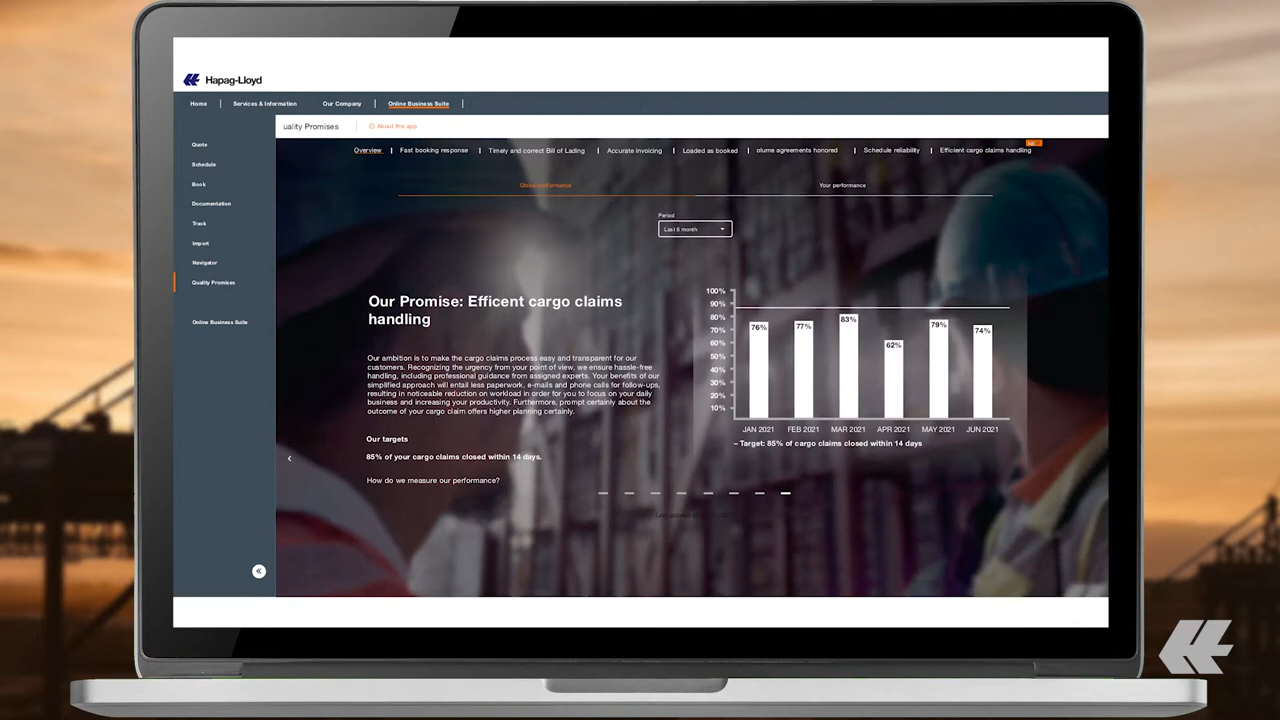 Hapag-Lloyd
Home
Services & Information
Our Company
Online Business Suite
uality Promises
About this app
Quote
Schedule
Book
Documentation
Track
Import
Navigator
Quality Promises
Online Business Suite
Overview
Fast booking response
Timely and correct Bill of Lading
Accurate invoicing
Loaded as booked
olume agreements honored
Schedule reliability
Efficient cargo claims handling
Global performance
Your performance
Period
Last 6 month
Our Promise: Efficent cargo claims
handling
Our ambition is to make the cargo claims process easy and transparent for our
customers. Recognizing the urgency from your point of view, we ensure hassle-free
handling, including professional guidance from assigned experts. Your benefits of our
simplified approach will entail less paperwork, e-mails and phone calls for follow-ups,
resulting in noticeable reduction on workload in order for you to focus on your daily
business and increasing your productivity. Furthermore, prompt certainly about the
outcome of your cargo claim offers higher planning certainly.
Our targets
85% of your cargo claims closed within 14 days.
How do we measure our performance?
100%
90%
80%
70%
60%
50%
40%
30%
20%
10%
76%
77%
83%
62%
79%
74%
JAN 2021
FEB 2021
MAR 2021
APR 2021
MAY 2021
JUN 2021
– Target: 85% of cargo claims closed within 14 days